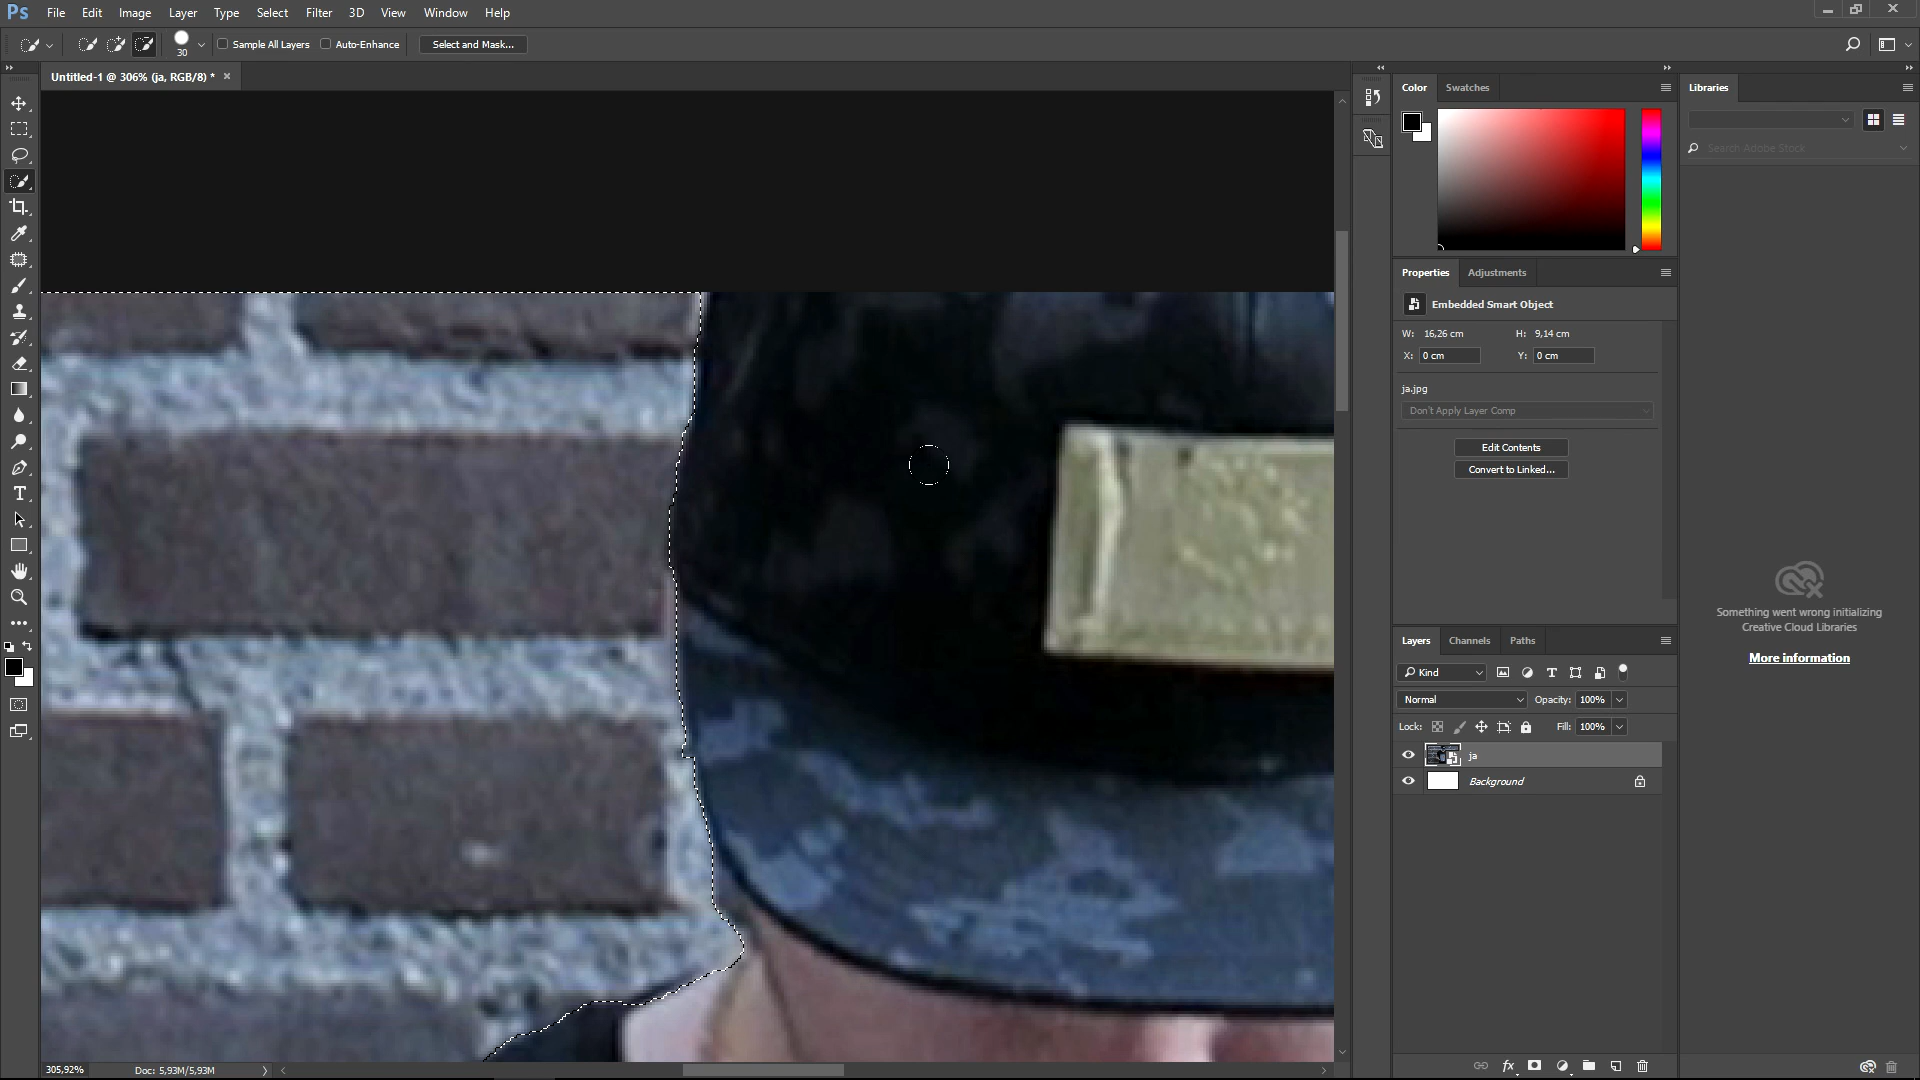 Ps File Edit Image Layer Type Select Filter 3D View Window Help
30 Sample All Layers Auto-Enhance Select and Mask...
Untitled-1 @ 306% (ja, RGB/8) * ×
Color Swatches
Libraries
Search Adobe Stock
Properties Adjustments
Embedded Smart Object
W: 16,26 cm H: 9,14 cm
X: 0 cm Y: 0 cm
ja.jpg
Don't Apply Layer Comp
Edit Contents
Convert to Linked...
Something went wrong initializing
Creative Cloud Libraries
More information
Layers Channels Paths
Kind
Normal Opacity: 100%
Lock: Fill: 100%
ja
Background
305,92% Doc: 5,93M/5,93M